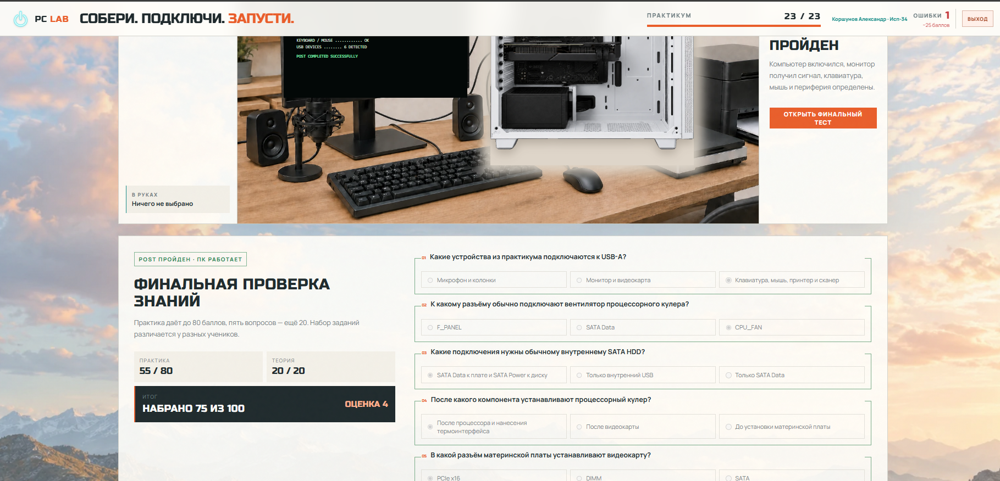 PC LAB
СОБЕРИ. ПОДКЛЮЧИ. ЗАПУСТИ.
ПРАКТИКУМ
23 / 23
Коршунов Александр · Исп-34
ОШИБКИ 1
−25 баллов
ВЫХОД
KEYBOARD / MOUSE ............ OK
USB DEVICES ........ 6 DETECTED
POST COMPLETED SUCCESSFULLY
ПРОЙДЕН
Компьютер включился, монитор
получил сигнал, клавиатура,
мышь и периферия определены.
ОТКРЫТЬ ФИНАЛЬНЫЙ
ТЕСТ
В РУКАХ
Ничего не выбрано
POST ПРОЙДЕН · ПК РАБОТАЕТ
ФИНАЛЬНАЯ ПРОВЕРКА
ЗНАНИЙ
Практика даёт до 80 баллов, пять вопросов — ещё 20. Набор заданий
различается у разных учеников.
ПРАКТИКА
55 / 80
ТЕОРИЯ
20 / 20
ИТОГ
НАБРАНО 75 ИЗ 100
ОЦЕНКА 4
01 Какие устройства из практикума подключаются к USB-A?
Микрофон и колонки
Монитор и видеокарта
Клавиатура, мышь, принтер и сканер
02 К какому разъёму обычно подключают вентилятор процессорного кулера?
F_PANEL
SATA Data
CPU_FAN
03 Какие подключения нужны обычному внутреннему SATA HDD?
SATA Data к плате и SATA Power к диску
Только внутренний USB
Только SATA Data
04 После какого компонента устанавливают процессорный кулер?
После процессора и нанесения
термоинтерфейса
После видеокарты
До установки материнской платы
05 В какой разъём материнской платы устанавливают видеокарту?
PCIe x16
DIMM
SATA